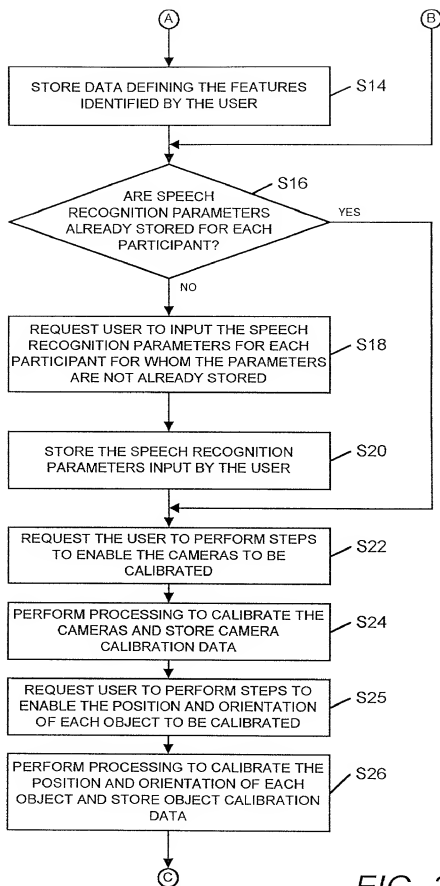 A
B
STORE DATA DEFINING THE FEATURES
IDENTIFIED BY THE USER
S14
S16
ARE SPEECH
RECOGNITION PARAMETERS
ALREADY STORED FOR EACH
PARTICIPANT?
YES
NO
REQUEST USER TO INPUT THE SPEECH
RECOGNITION PARAMETERS FOR EACH
PARTICIPANT FOR WHOM THE PARAMETERS
ARE NOT ALREADY STORED
S18
STORE THE SPEECH RECOGNITION
PARAMETERS INPUT BY THE USER
S20
REQUEST THE USER TO PERFORM STEPS
TO ENABLE THE CAMERAS TO BE
CALIBRATED
S22
PERFORM PROCESSING TO CALIBRATE THE
CAMERAS AND STORE CAMERA
CALIBRATION DATA
S24
REQUEST USER TO PERFORM STEPS TO
ENABLE THE POSITION AND ORIENTATION
OF EACH OBJECT TO BE CALIBRATED
S25
PERFORM PROCESSING TO CALIBRATE THE
POSITION AND ORIENTATION OF EACH
OBJECT AND STORE OBJECT CALIBRATION
DATA
S26
C
FIG.